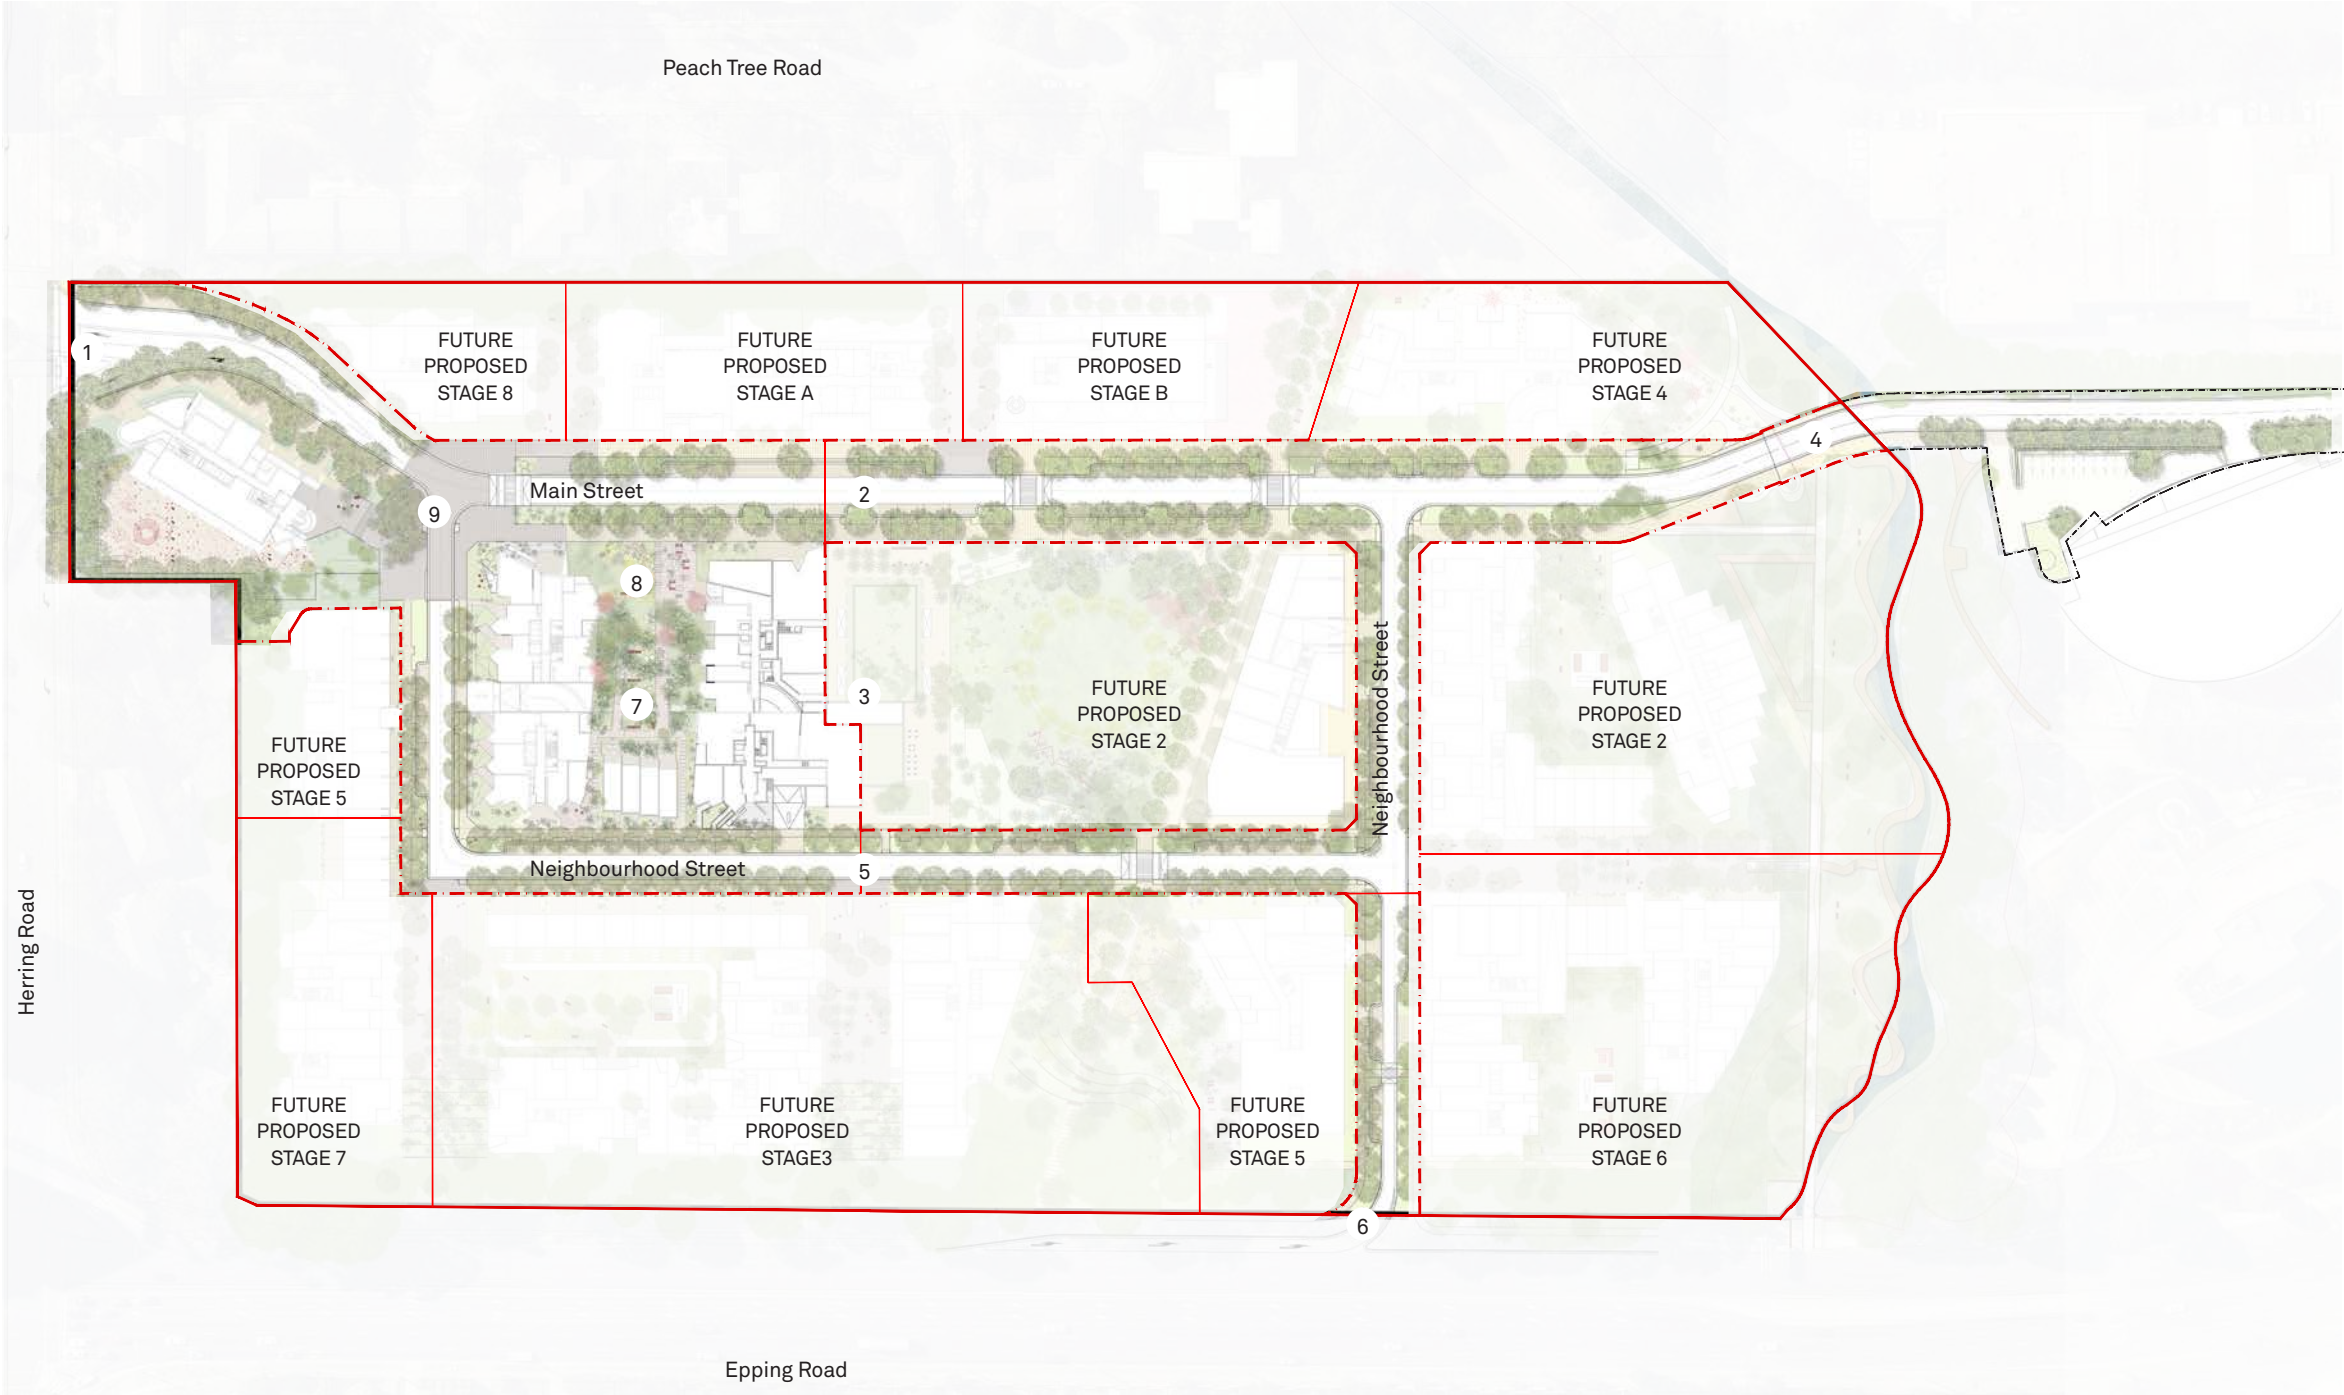 Peach Tree Road
FUTURE
PROPOSED
STAGE 8
FUTURE
PROPOSED
STAGE A
FUTURE
PROPOSED
STAGE B
FUTURE
PROPOSED
STAGE 4
1
4
Main Street
2
9
8
3
7
FUTURE
PROPOSED
STAGE 2
Neighbourhood Street
FUTURE
PROPOSED
STAGE 2
FUTURE
PROPOSED
STAGE 5
Neighbourhood Street
5
Herring Road
FUTURE
PROPOSED
STAGE 7
FUTURE
PROPOSED
STAGE3
FUTURE
PROPOSED
STAGE 5
FUTURE
PROPOSED
STAGE 6
6
Epping Road